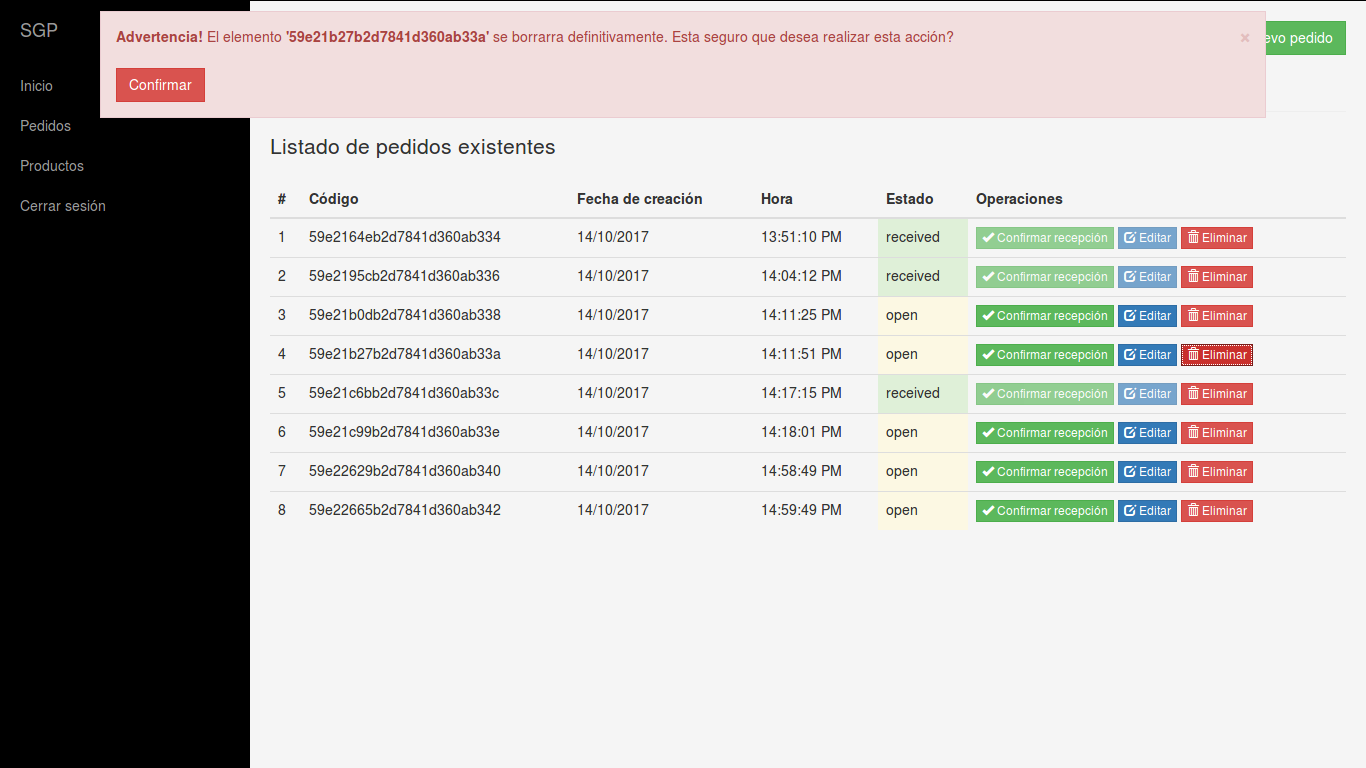 SGP
Advertencia! El elemento '59e21b27b2d7841d360ab33a' se borrarra definitivamente. Esta seguro que desea realizar esta acción? ×
Confirmar
evo pedido
Inicio
Pedidos
Productos
Cerrar sesión
Listado de pedidos existentes
# Código Fecha de creación Hora Estado Operaciones
1 59e2164eb2d7841d360ab334 14/10/2017 13:51:10 PM received Confirmar recepción Editar Eliminar
2 59e2195cb2d7841d360ab336 14/10/2017 14:04:12 PM received Confirmar recepción Editar Eliminar
3 59e21b0db2d7841d360ab338 14/10/2017 14:11:25 PM open Confirmar recepción Editar Eliminar
4 59e21b27b2d7841d360ab33a 14/10/2017 14:11:51 PM open Confirmar recepción Editar Eliminar
5 59e21c6bb2d7841d360ab33c 14/10/2017 14:17:15 PM received Confirmar recepción Editar Eliminar
6 59e21c99b2d7841d360ab33e 14/10/2017 14:18:01 PM open Confirmar recepción Editar Eliminar
7 59e22629b2d7841d360ab340 14/10/2017 14:58:49 PM open Confirmar recepción Editar Eliminar
8 59e22665b2d7841d360ab342 14/10/2017 14:59:49 PM open Confirmar recepción Editar Eliminar